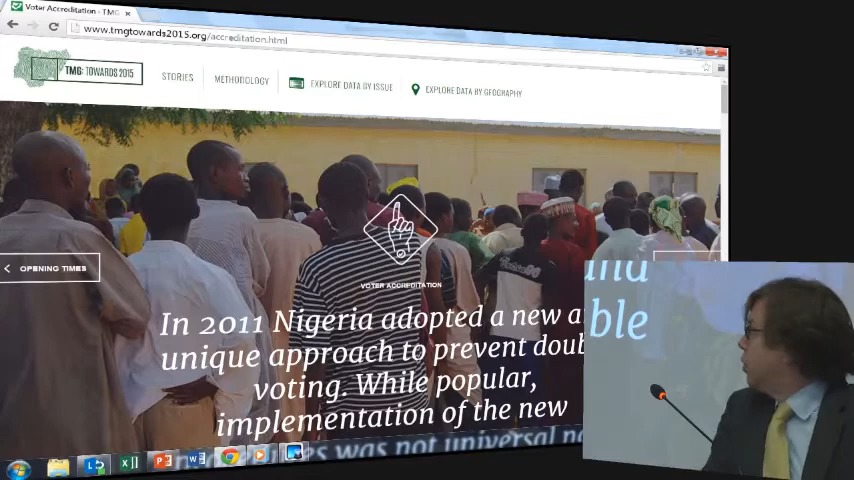 Voter Accreditation - TMG
www.tmgtowards2015.org/accreditation.html
TMG: TOWARDS 2015
STORIES
METHODOLOGY
EXPLORE DATA BY ISSUE
EXPLORE DATA BY GEOGRAPHY
OPENING TIMES
VOTER ACCREDITATION
In 2011 Nigeria adopted a new a
unique approach to prevent doub
voting. While popular,
implementation of the new
was not universal
ble